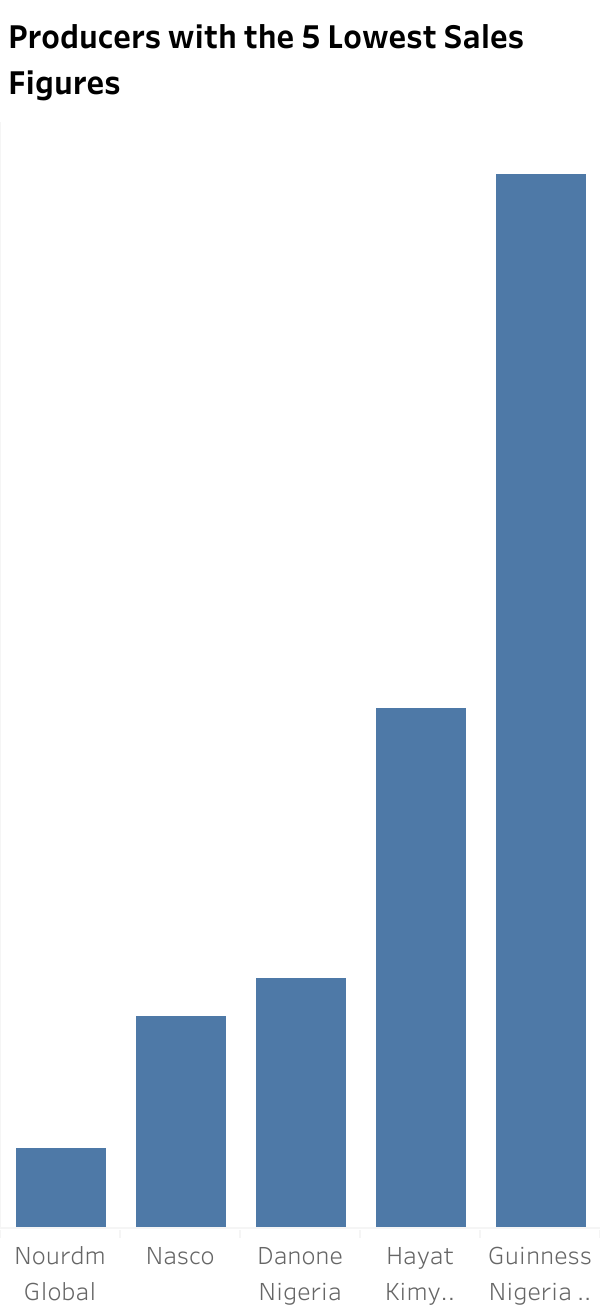 Producers with the 5 Lowest Sales
Figures
Nourdm
Global
Nasco
Danone
Nigeria
Hayat
Kimy..
Guinness
Nigeria ..